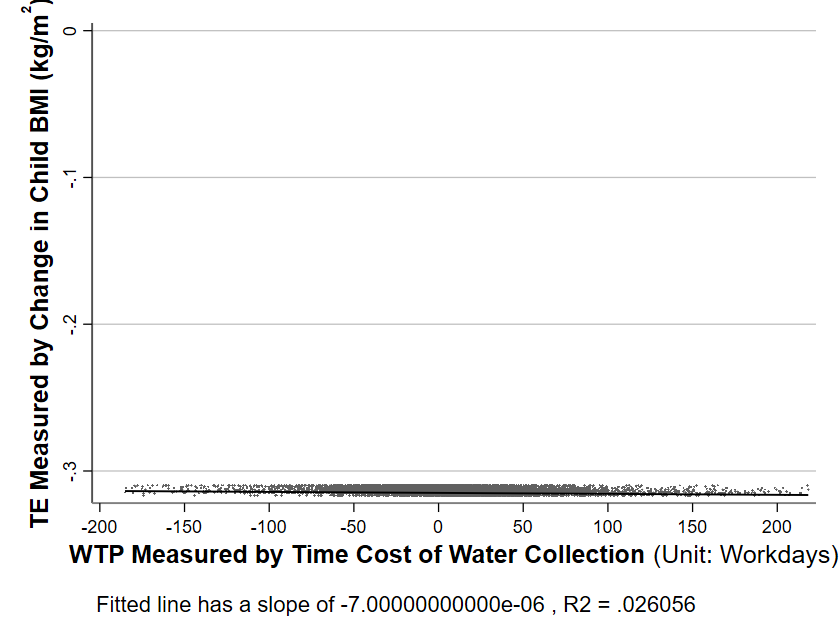 TE Measured by Change in Child BMI (kg/m²)
0
-.1
-.2
-.3
-200 -150 -100 -50 0 50 100 150 200
WTP Measured by Time Cost of Water Collection (Unit: Workdays)
Fitted line has a slope of -7.00000000000e-06 , R2 = .026056